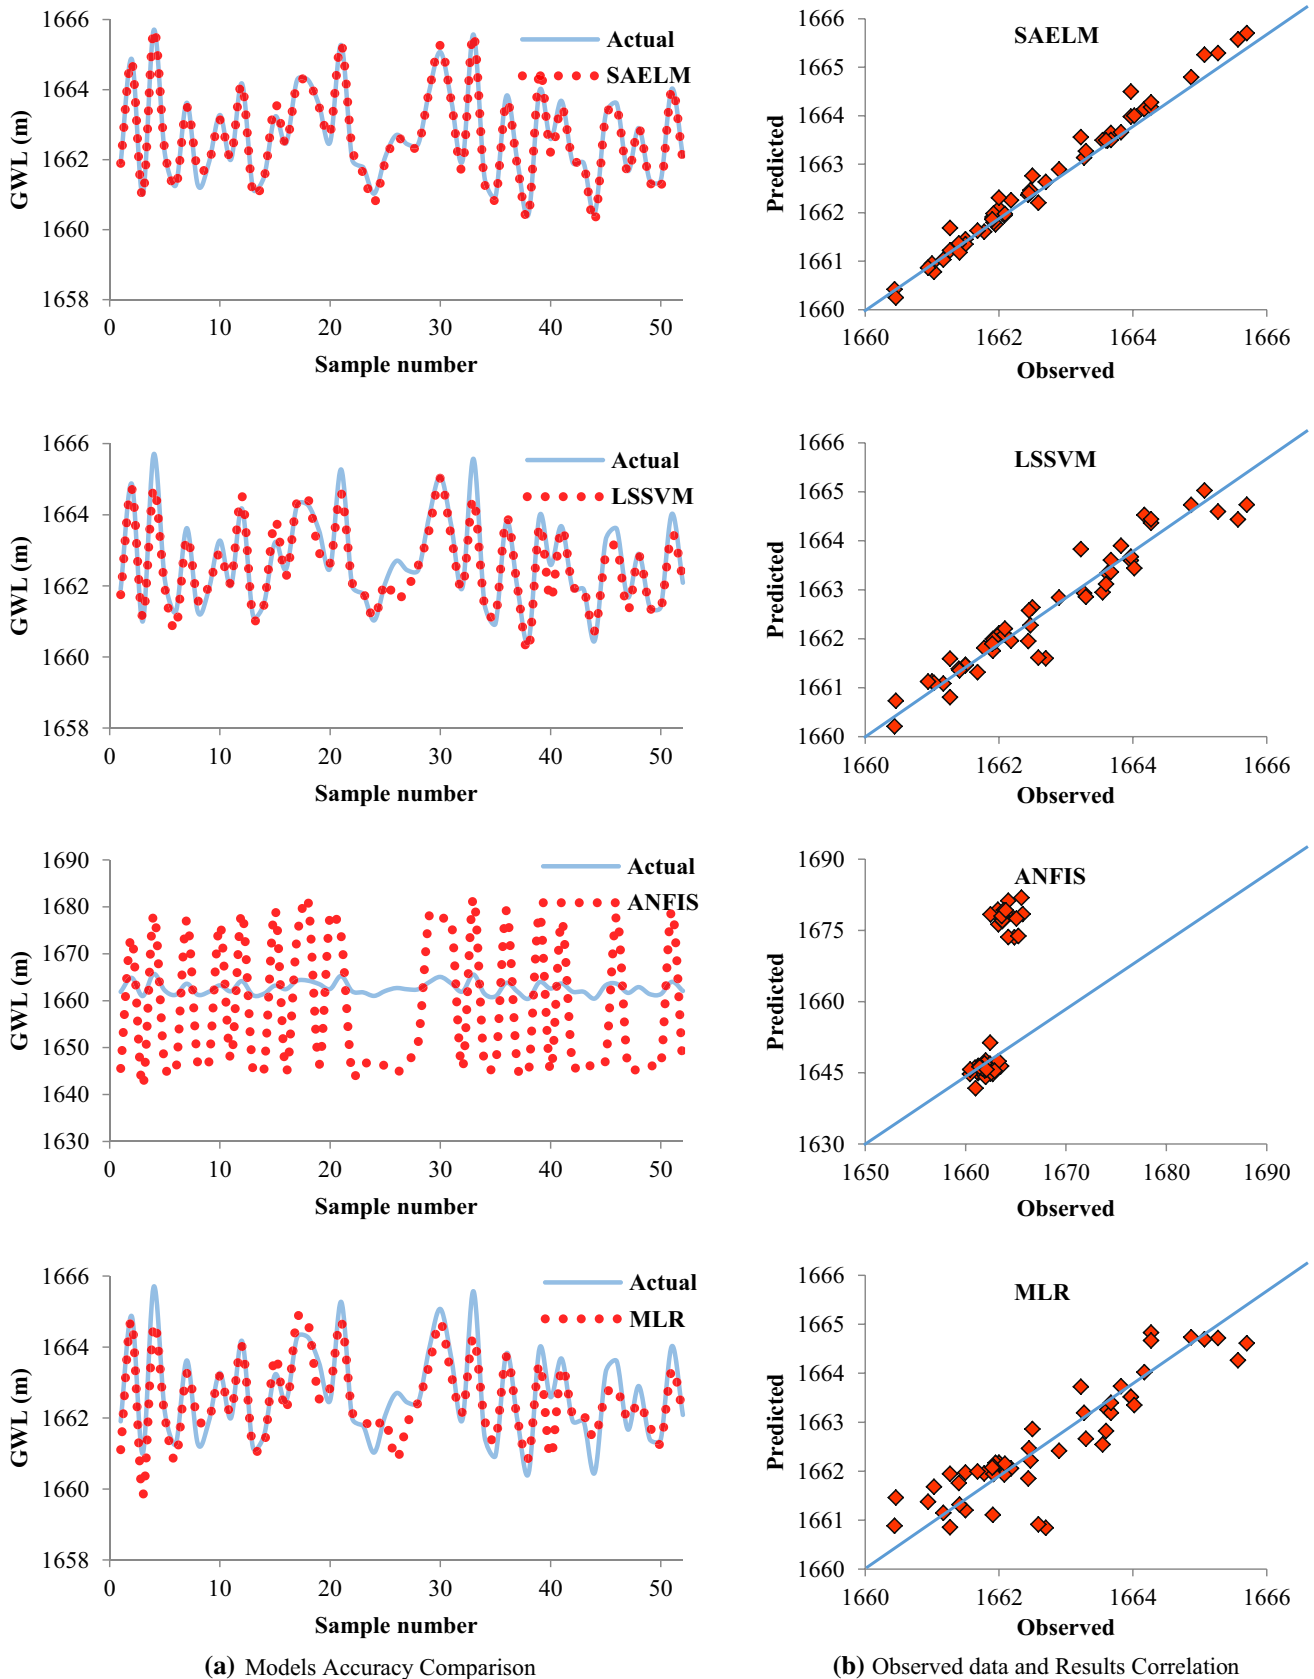 1666
1664
1662
1660
1658
GWL (m)
0 10 20 30 40 50
Sample number
Actual
SAELM
1666
1665
1664
1663
1662
1661
1660
Predicted
SAELM
1660 1662 1664 1666
Observed
1666
1664
1662
1660
1658
GWL (m)
0 10 20 30 40 50
Sample number
Actual
LSSVM
1666
1665
1664
1663
1662
1661
1660
Predicted
LSSVM
1660 1662 1664 1666
Observed
1690
1680
1670
1660
1650
1640
1630
GWL (m)
0 10 20 30 40 50
Sample number
Actual
ANFIS
1690
1675
1660
1645
1630
Predicted
ANFIS
1650 1660 1670 1680 1690
Observed
1666
1664
1662
1660
1658
GWL (m)
0 10 20 30 40 50
Sample number
Actual
MLR
1666
1665
1664
1663
1662
1661
1660
Predicted
MLR
1660 1662 1664 1666
Observed
(a) Models Accuracy Comparison
(b) Observed data and Results Correlation